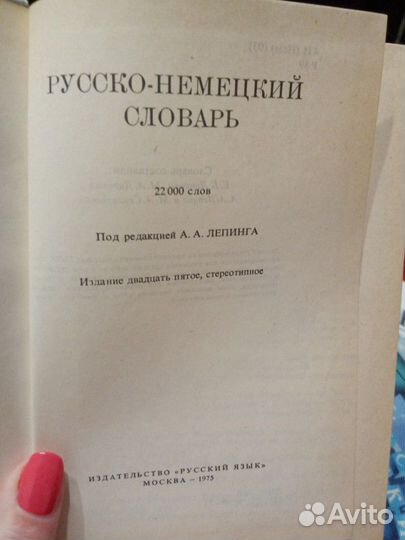 РУССКО-НЕМЕЦКИЙ
СЛОВАРЬ
22 000 слов
Под редакцией А. А. ЛЕПИНГА
Издание двадцать пятое, стереотипное
ИЗДАТЕЛЬСТВО «РУССКИЙ ЯЗЫК»
МОСКВА — 1975
Avito